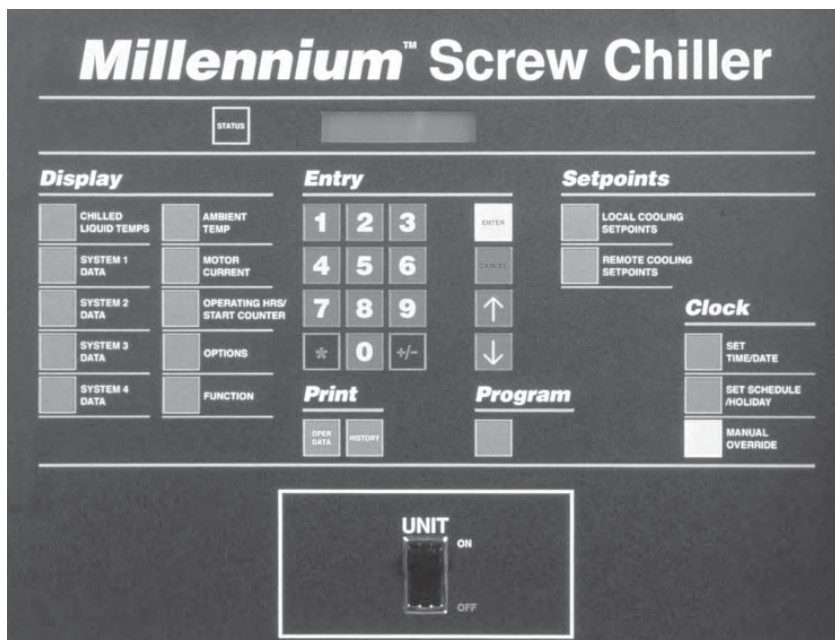 Millennium™ Screw Chiller
STATUS
Display
CHILLED
LIQUID TEMPS
SYSTEM 1
DATA
SYSTEM 2
DATA
SYSTEM 3
DATA
SYSTEM 4
DATA
AMBIENT
TEMP
MOTOR
CURRENT
OPERATING HRS/
START COUNTER
OPTIONS
FUNCTION
Entry
1 2 3
4 5 6
7 8 9
* 0 +/-
ENTER
CANCEL
↑
↓
Print
OPER
DATA
HISTORY
Program
Setpoints
LOCAL COOLING
SETPOINTS
REMOTE COOLING
SETPOINTS
Clock
SET
TIME/DATE
SET SCHEDULE
/HOLIDAY
MANUAL
OVERRIDE
UNIT
ON
OFF